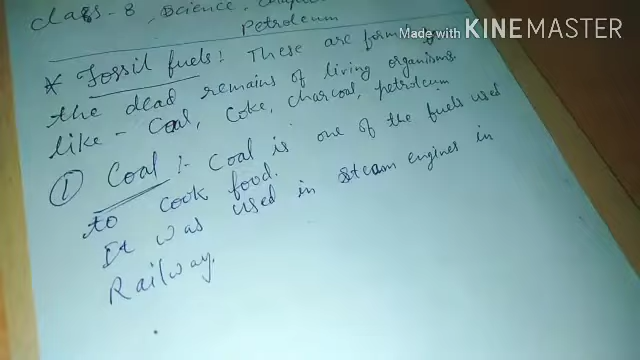 Class - 8, Science,
Petroleum
Made with KINEMASTER
* Fossil fuels: These are formed
the dead remains of living organisms.
like - Coal, Coke, charcoal, petroleum
① Coal :- Coal is one of the fuels used
to cook food.
It was used in steam engines in
Railway.